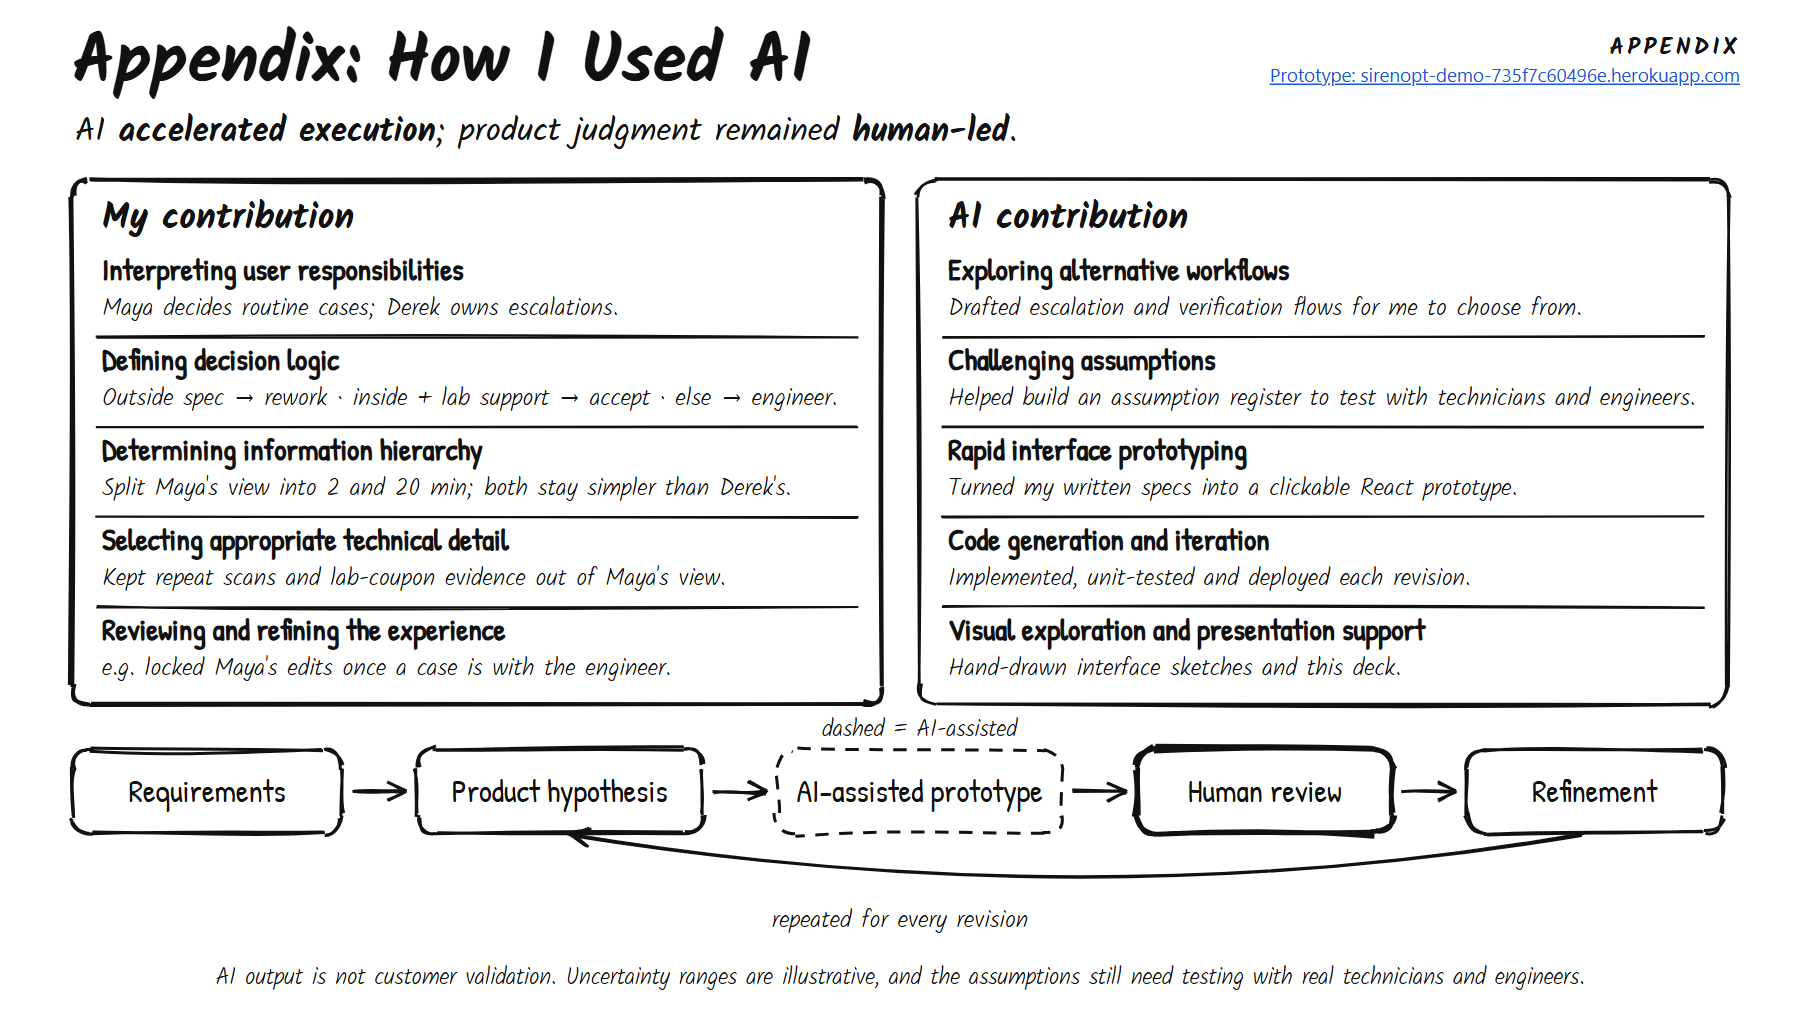 Appendix: How I Used AI
APPENDIX
Prototype: sirenopt-demo-735f7c60496e.herokuapp.com
AI accelerated execution; product judgment remained human-led.
My contribution
Interpreting user responsibilities
Maya decides routine cases; Derek owns escalations.
Defining decision logic
Outside spec → rework · inside + lab support → accept · else → engineer.
Determining information hierarchy
Split Maya's view into 2 and 20 min; both stay simpler than Derek's.
Selecting appropriate technical detail
Kept repeat scans and lab-coupon evidence out of Maya's view.
Reviewing and refining the experience
e.g. locked Maya's edits once a case is with the engineer.
AI contribution
Exploring alternative workflows
Drafted escalation and verification flows for me to choose from.
Challenging assumptions
Helped build an assumption register to test with technicians and engineers.
Rapid interface prototyping
Turned my written specs into a clickable React prototype.
Code generation and iteration
Implemented, unit-tested and deployed each revision.
Visual exploration and presentation support
Hand-drawn interface sketches and this deck.
dashed = AI-assisted
Requirements
Product hypothesis
AI-assisted prototype
Human review
Refinement
repeated for every revision
AI output is not customer validation. Uncertainty ranges are illustrative, and the assumptions still need testing with real technicians and engineers.